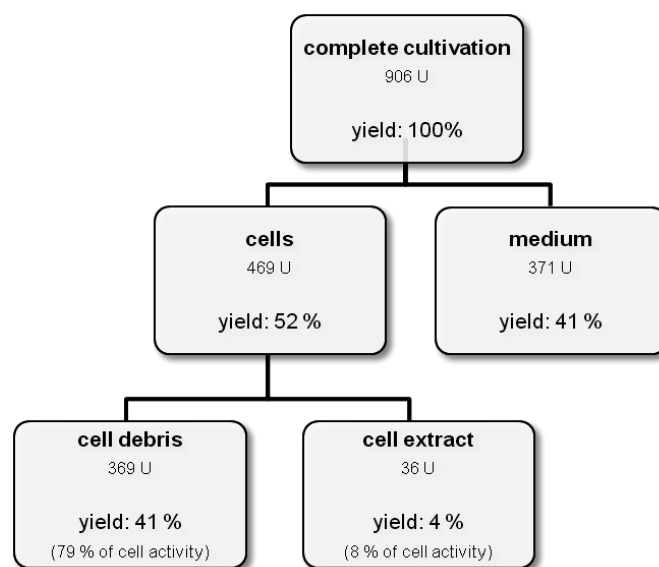 complete cultivation
906 U
yield: 100%
cells
469 U
yield: 52 %
medium
371 U
yield: 41 %
cell debris
369 U
yield: 41 %
(79 % of cell activity)
cell extract
36 U
yield: 4 %
(8 % of cell activity)